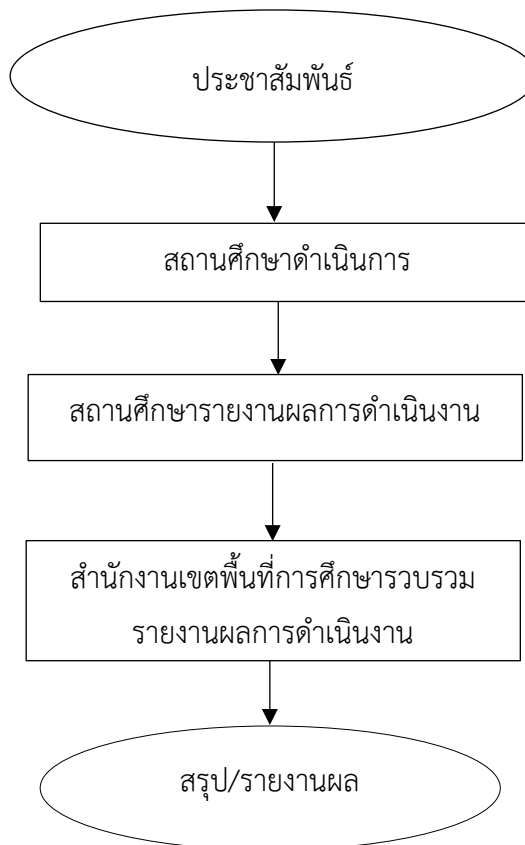 ประชาสัมพันธ์
สถานศึกษาดำเนินการ
สถานศึกษารายงานผลการดำเนินงาน
สำนักงานเขตพื้นที่การศึกษารวบรวม
รายงานผลการดำเนินงาน
สรุป/รายงานผล